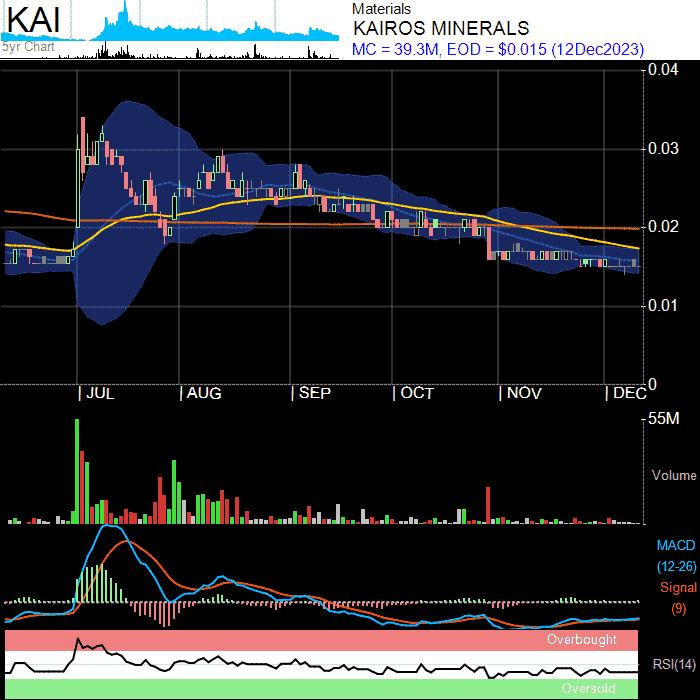 KAI
5yr Chart
Materials
KAIROS MINERALS
MC = 39.3M, EOD = $0.015 (12Dec2023)
0.04
0.03
0.02
0.01
0
| JUL | AUG | SEP | OCT | NOV | DEC
55M
Volume
MACD
(12-26)
Signal
(9)
Overbought
RSI(14)
Oversold